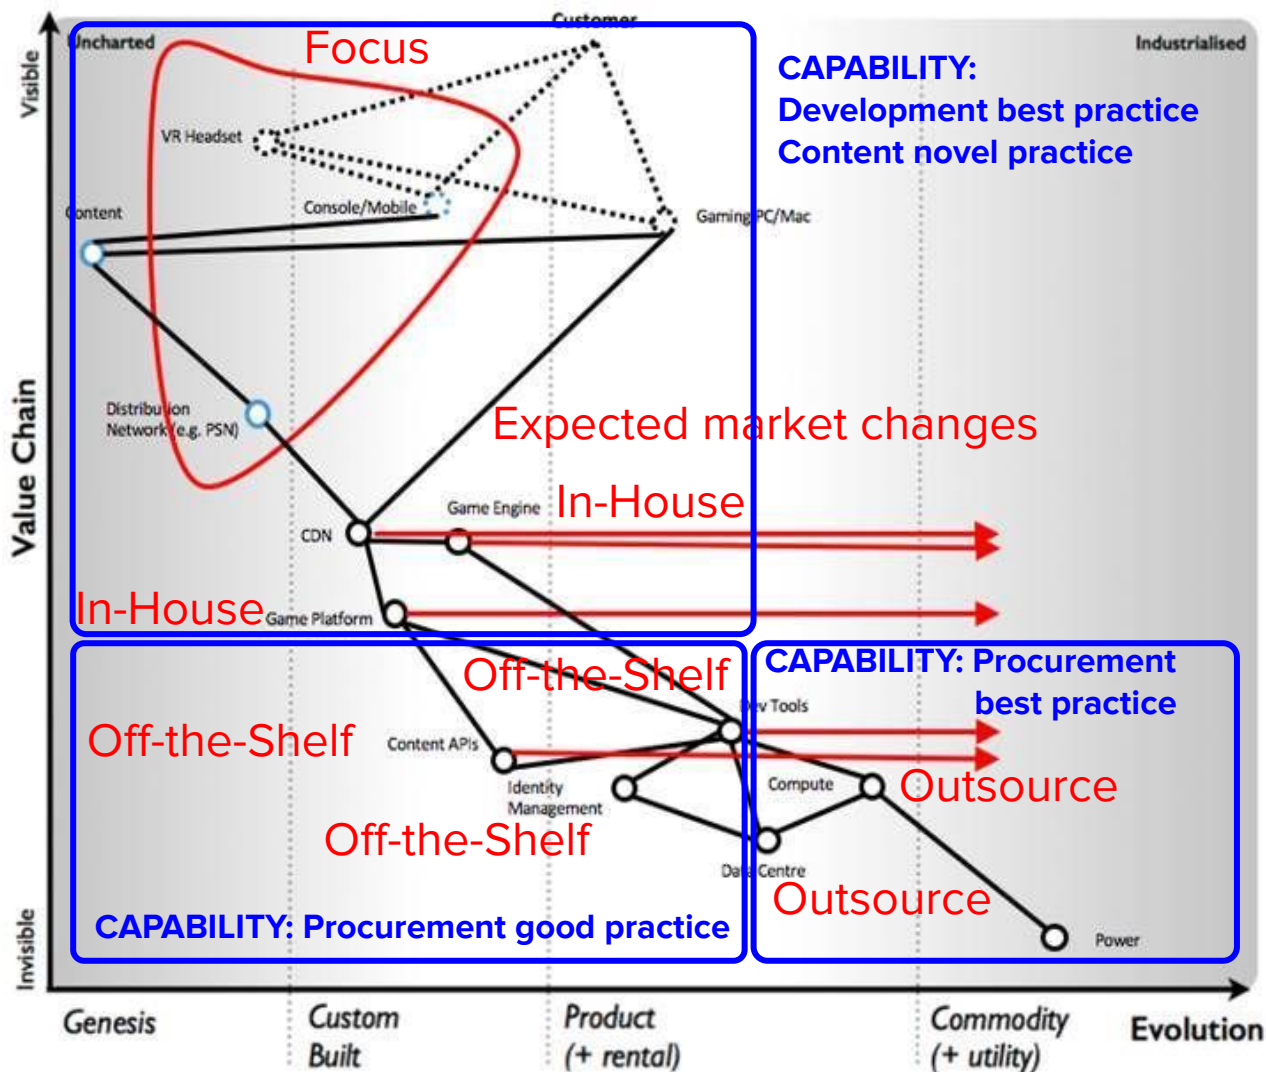 Customer
Uncharted
Focus
Industrialised
Visible
CAPABILITY:
Development best practice
Content novel practice
VR Headset
Console/Mobile
Content
Gaming PC/Mac
Distribution
Network (e.g. PSN)
Expected market changes
Value Chain
Game Engine
In-House
CDN
In-House
Game Platform
Off-the-Shelf
CAPABILITY: Procurement
best practice
Dev Tools
Off-the-Shelf
Content APIs
Identity
Management
Compute
Outsource
Off-the-Shelf
Data Centre
Outsource
CAPABILITY: Procurement good practice
Power
Invisible
Genesis
Custom
Built
Product
(+ rental)
Commodity
(+ utility)
Evolution